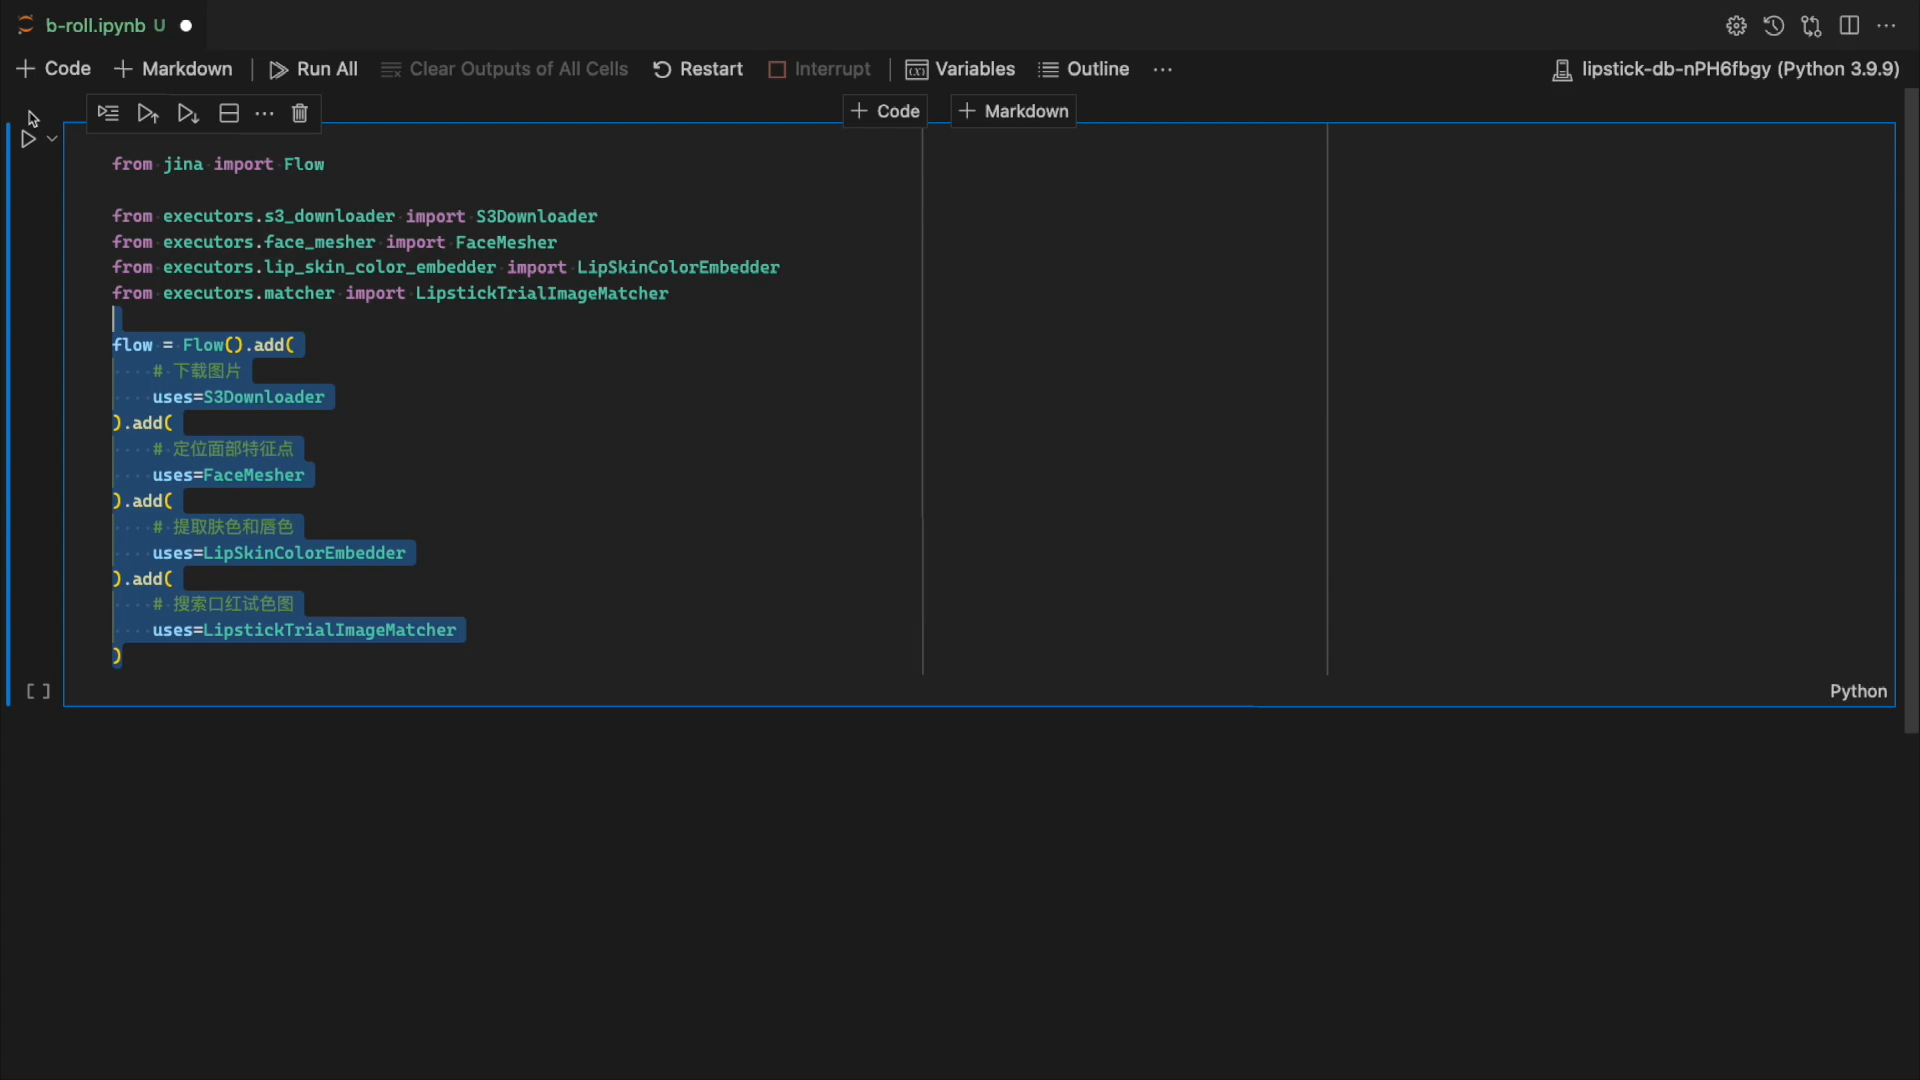 b-roll.ipynb U
Code Markdown Run All Clear Outputs of All Cells Restart Interrupt Variables Outline ··· lipstick-db-nPH6fbgy (Python 3.9.9)
Code Markdown
from jina import Flow
from executors.s3_downloader import S3Downloader
from executors.face_mesher import FaceMesher
from executors.lip_skin_color_embedder import LipSkinColorEmbedder
from executors.matcher import LipstickTrialImageMatcher
flow = Flow().add(
# 下载图片
uses=S3Downloader
).add(
# 定位面部特征点
uses=FaceMesher
).add(
# 提取肤色和唇色
uses=LipSkinColorEmbedder
).add(
# 搜索口红试色图
uses=LipstickTrialImageMatcher
)
[ ] Python